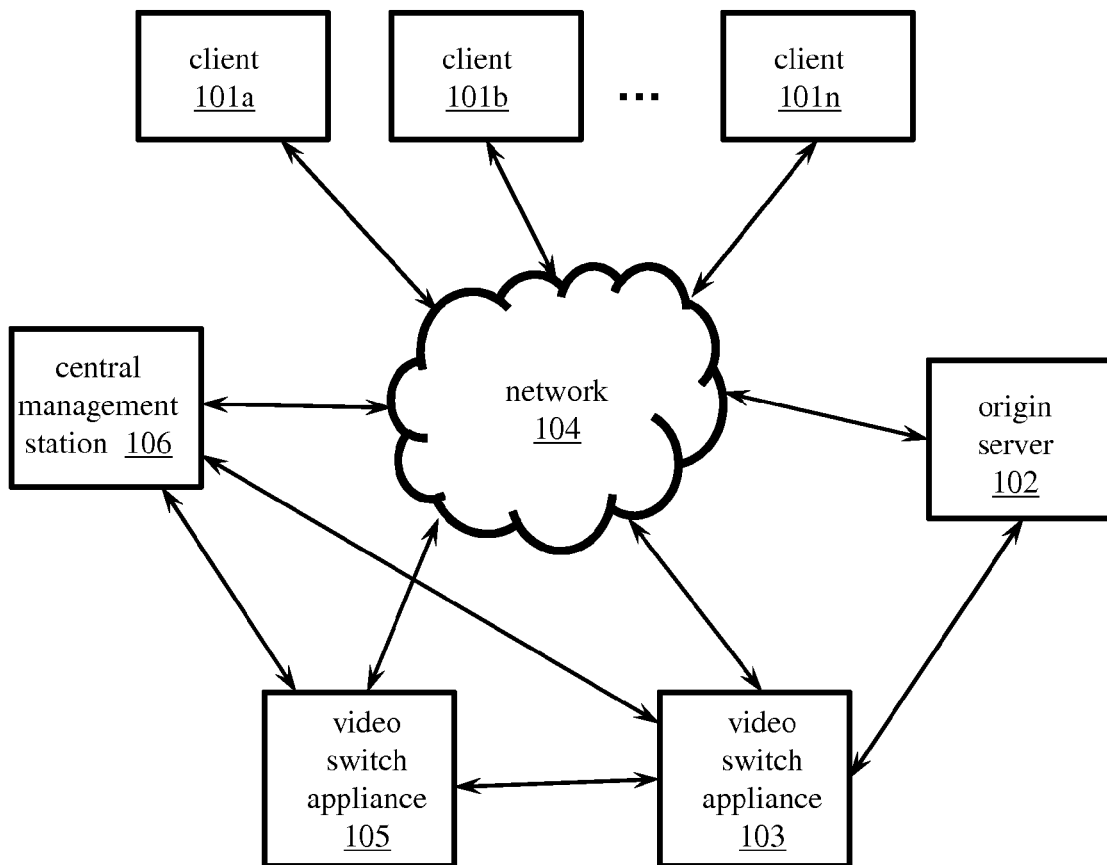 client
101a
client
101b
...
client
101n
central
management
station 106
network
104
origin
server
102
video
switch
appliance
105
video
switch
appliance
103